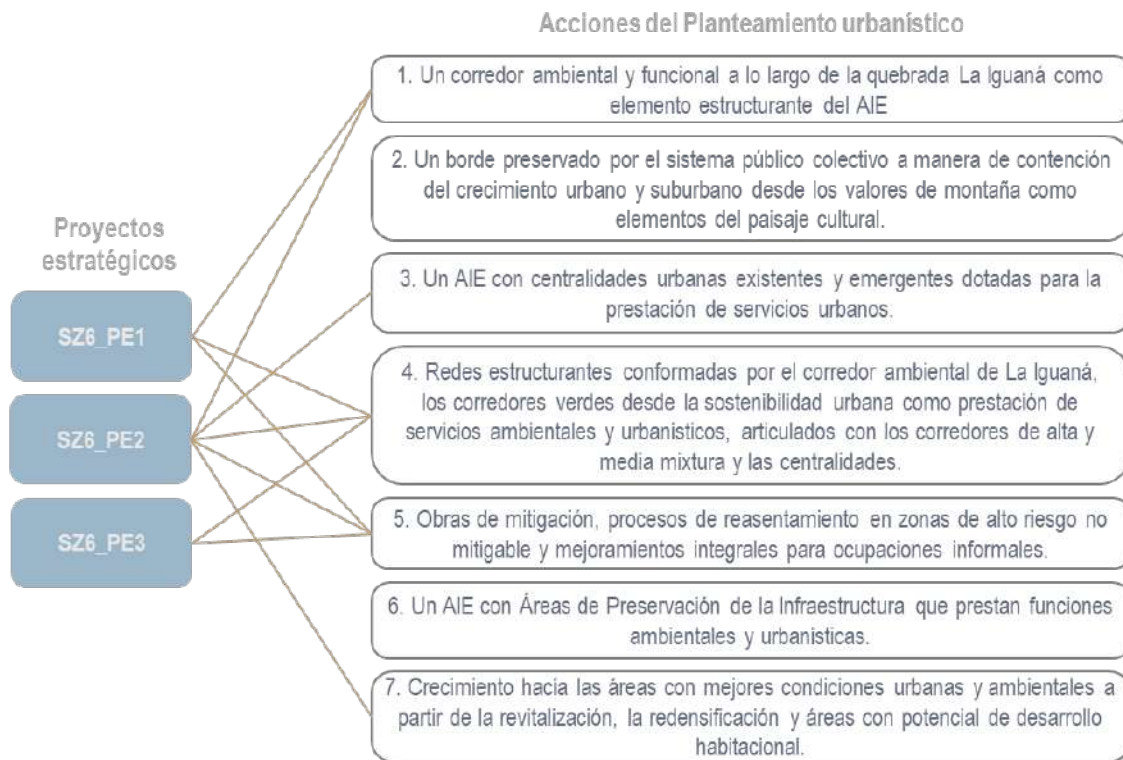 Acciones del Planteamiento urbanístico
1. Un corredor ambiental y funcional a lo largo de la quebrada La Iguaná como
elemento estructurante del AIE
2. Un borde preservado por el sistema público colectivo a manera de contención
del crecimiento urbano y suburbano desde los valores de montaña como
elementos del paisaje cultural.
Proyectos
estratégicos
3. Un AIE con centralidades urbanas existentes y emergentes dotadas para la
prestación de servicios urbanos.
SZ6_PE1
4. Redes estructurantes conformadas por el corredor ambiental de La Iguaná,
los corredores verdes desde la sostenibilidad urbana como prestación de
servicios ambientales y urbanísticos, articulados con los corredores de alta y
media mixtura y las centralidades.
SZ6_PE2
5. Obras de mitigación, procesos de reasentamiento en zonas de alto riesgo no
mitigable y mejoramientos integrales para ocupaciones informales.
SZ6_PE3
6. Un AIE con Áreas de Preservación de la Infraestructura que prestan funciones
ambientales y urbanísticas.
7. Crecimiento hacia las áreas con mejores condiciones urbanas y ambientales a
partir de la revitalización, la redensificación y áreas con potencial de desarrollo
habitacional.